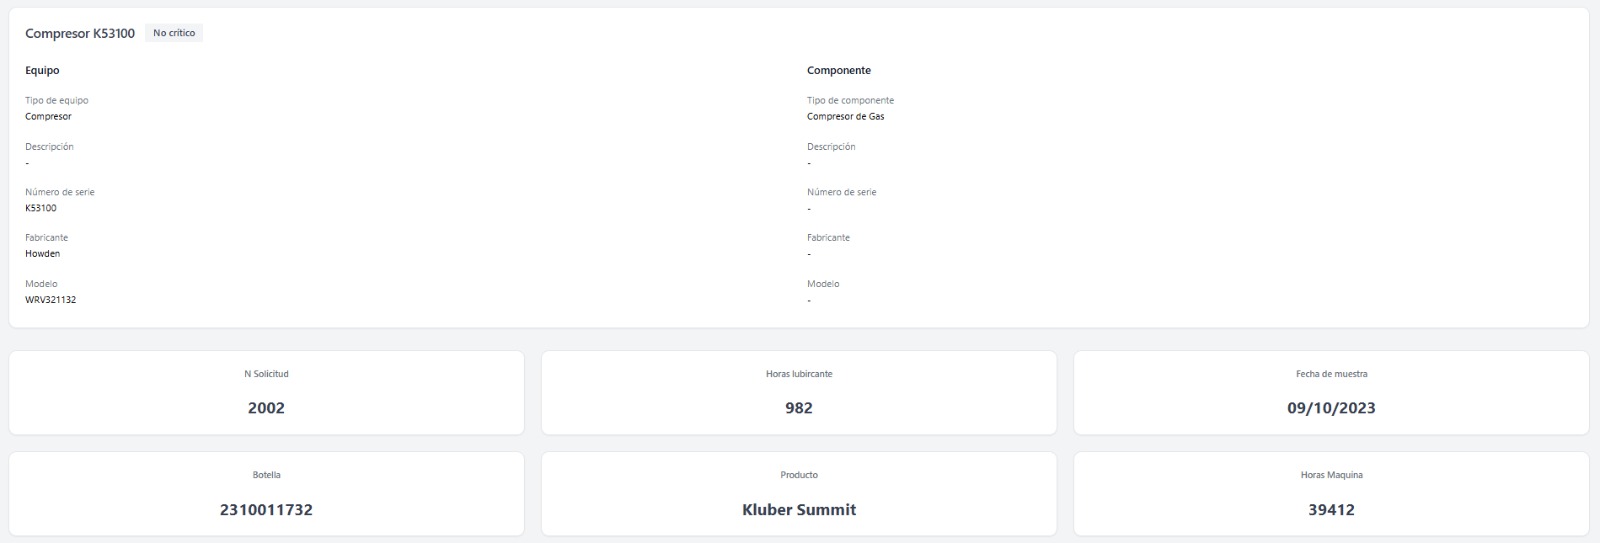 Compresor K53100 No crítico
Equipo
Tipo de equipo
Compresor
Descripción
-
Número de serie
K53100
Fabricante
Howden
Modelo
WRV321132
Componente
Tipo de componente
Compresor de Gas
Descripción
-
Número de serie
-
Fabricante
-
Modelo
-
N Solicitud
2002
Horas lubircante
982
Fecha de muestra
09/10/2023
Botella
2310011732
Producto
Kluber Summit
Horas Maquina
39412